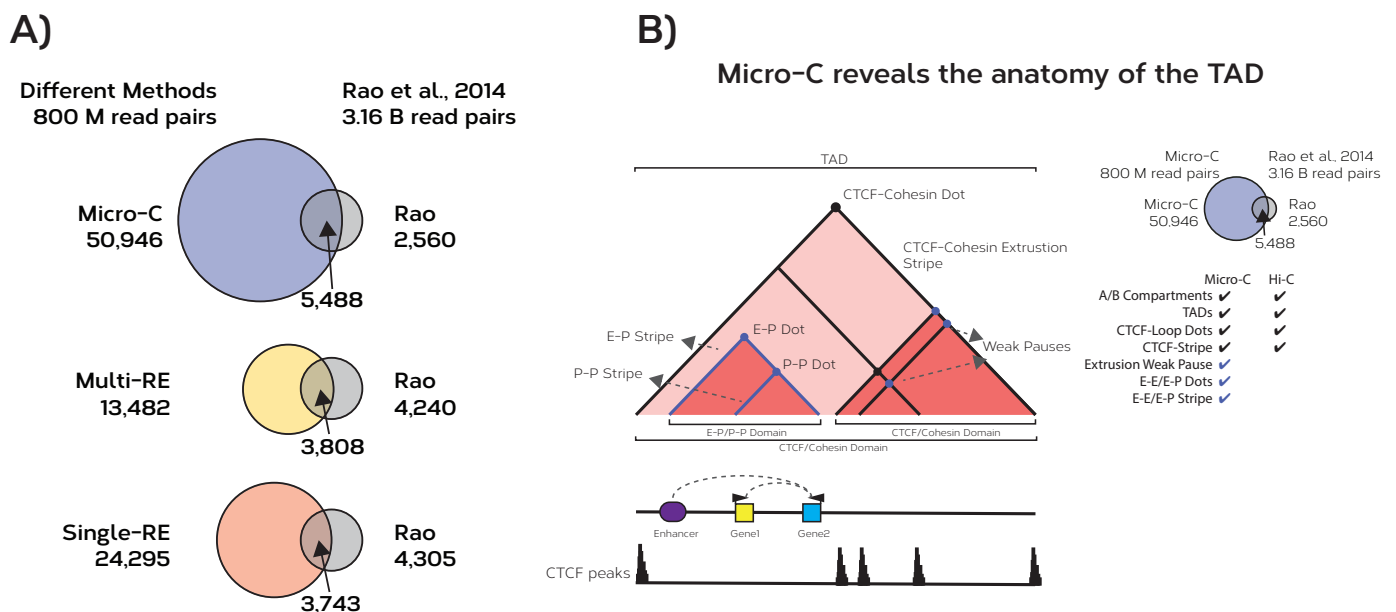 A)
Different Methods
800 M read pairs
Rao et al., 2014
3.16 B read pairs
Micro-C
50,946
Rao
2,560
5,488
Multi-RE
13,482
Rao
4,240
3,808
Single-RE
24,295
Rao
4,305
3,743
B)
Micro-C reveals the anatomy of the TAD
TAD
CTCF-Cohesin Dot
CTCF-Cohesin Extrustion
Stripe
E-P Stripe
E-P Dot
P-P Dot
P-P Stripe
Weak Pauses
E-P/P-P Domain
CTCF/Cohesin Domain
CTCF/Cohesin Domain
Enhancer
Gene1
Gene2
CTCF peaks
Micro-C
800 M read pairs
Rao et al., 2014
3.16 B read pairs
Micro-C
50,946
Rao
2,560
5,488
Micro-C Hi-C
A/B Compartments ✔ ✔
TADs ✔ ✔
CTCF-Loop Dots ✔ ✔
CTCF-Stripe ✔ ✔
Extrusion Weak Pause ✔
E-E/E-P Dots ✔
E-E/E-P Stripe ✔